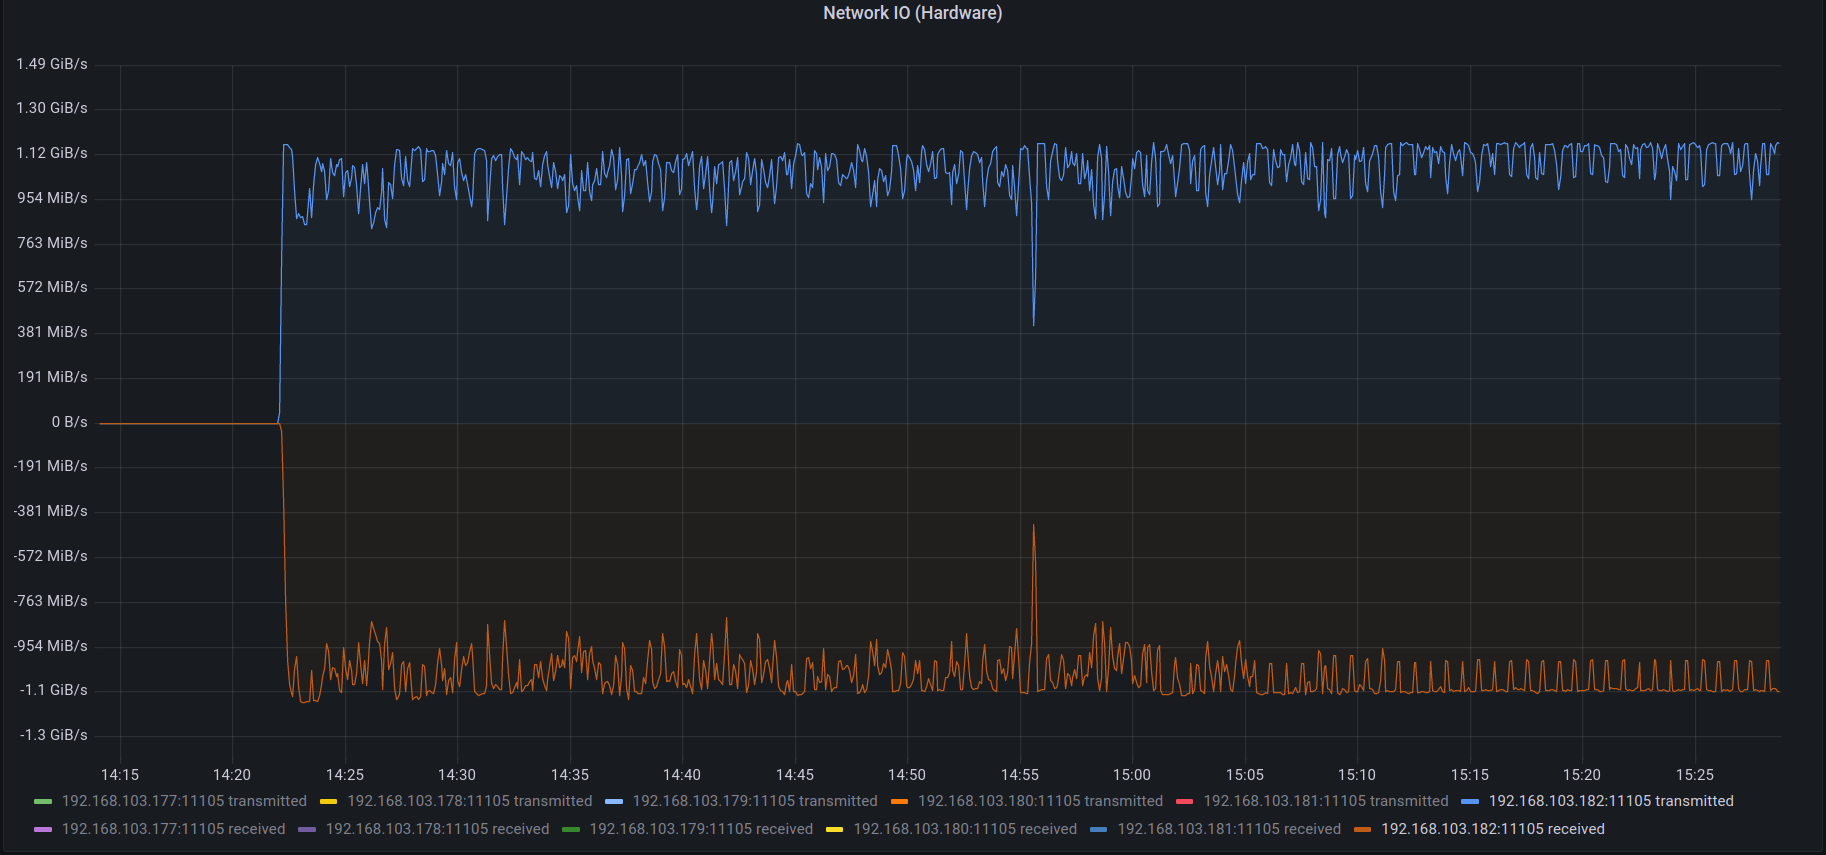 Network IO (Hardware)
1.49 GiB/s
1.30 GiB/s
1.12 GiB/s
954 MiB/s
763 MiB/s
572 MiB/s
381 MiB/s
191 MiB/s
0 B/s
-191 MiB/s
-381 MiB/s
-572 MiB/s
-763 MiB/s
-954 MiB/s
-1.1 GiB/s
-1.3 GiB/s
14:15 14:20 14:25 14:30 14:35 14:40 14:45 14:50 14:55 15:00 15:05 15:10 15:15 15:20 15:25
192.168.103.177:11105 transmitted 192.168.103.178:11105 transmitted 192.168.103.179:11105 transmitted 192.168.103.180:11105 transmitted 192.168.103.181:11105 transmitted 192.168.103.182:11105 transmitted
192.168.103.177:11105 received 192.168.103.178:11105 received 192.168.103.179:11105 received 192.168.103.180:11105 received 192.168.103.181:11105 received 192.168.103.182:11105 received